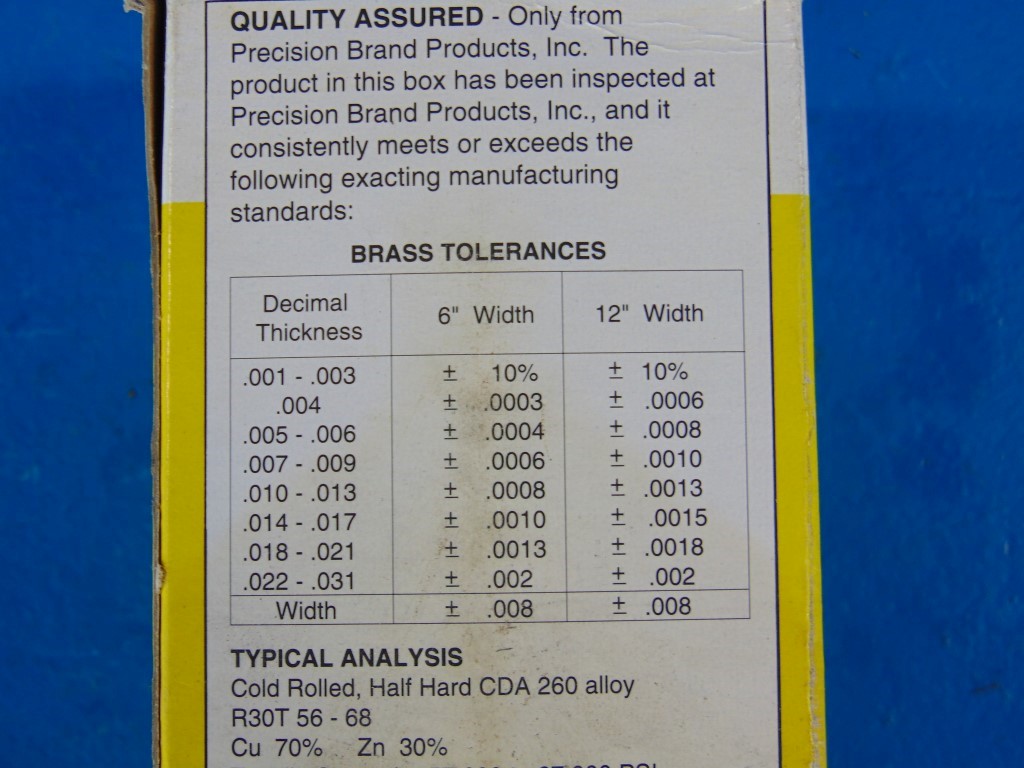 QUALITY ASSURED - Only from
Precision Brand Products, Inc. The
product in this box has been inspected at
Precision Brand Products, Inc., and it
consistently meets or exceeds the
following exacting manufacturing
standards:
BRASS TOLERANCES
Decimal Thickness 6" Width 12" Width
.001 - .003 ± 10% ± 10%
.004 ± .0003 ± .0006
.005 - .006 ± .0004 ± .0008
.007 - .009 ± .0006 ± .0010
.010 - .013 ± .0008 ± .0013
.014 - .017 ± .0010 ± .0015
.018 - .021 ± .0013 ± .0018
.022 - .031 ± .002 ± .002
Width ± .008 ± .008
TYPICAL ANALYSIS
Cold Rolled, Half Hard CDA 260 alloy
R30T 56 - 68
Cu 70% Zn 30%